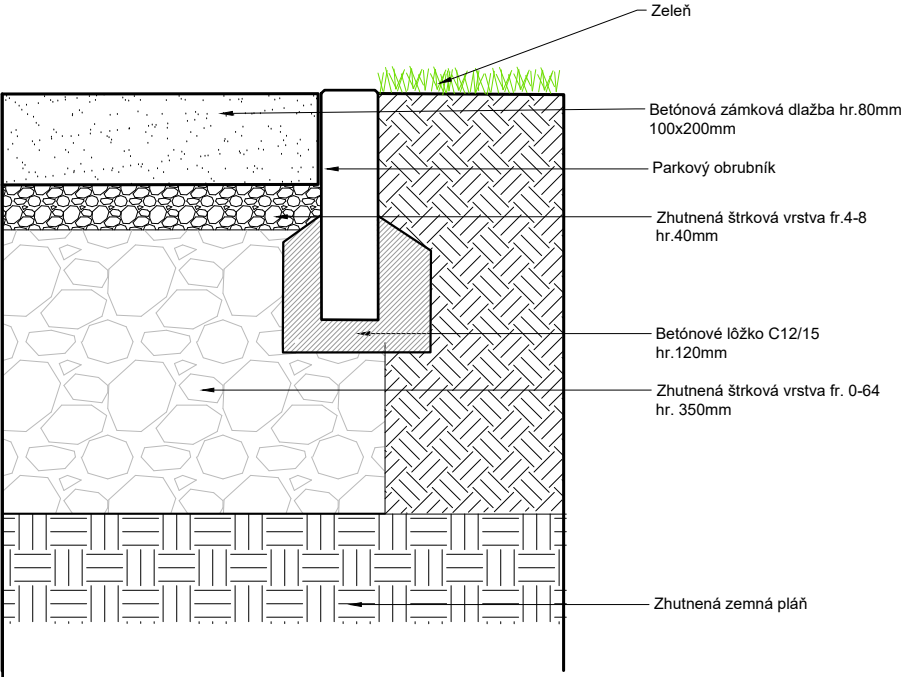 Zeleň
Betónová zámková dlažba hr.80mm
100x200mm
Parkový obrubník
Zhutnená štrková vrstva fr.4-8
hr.40mm
Betónové lôžko C12/15
hr.120mm
Zhutnená štrková vrstva fr. 0-64
hr. 350mm
Zhutnená zemná pláň